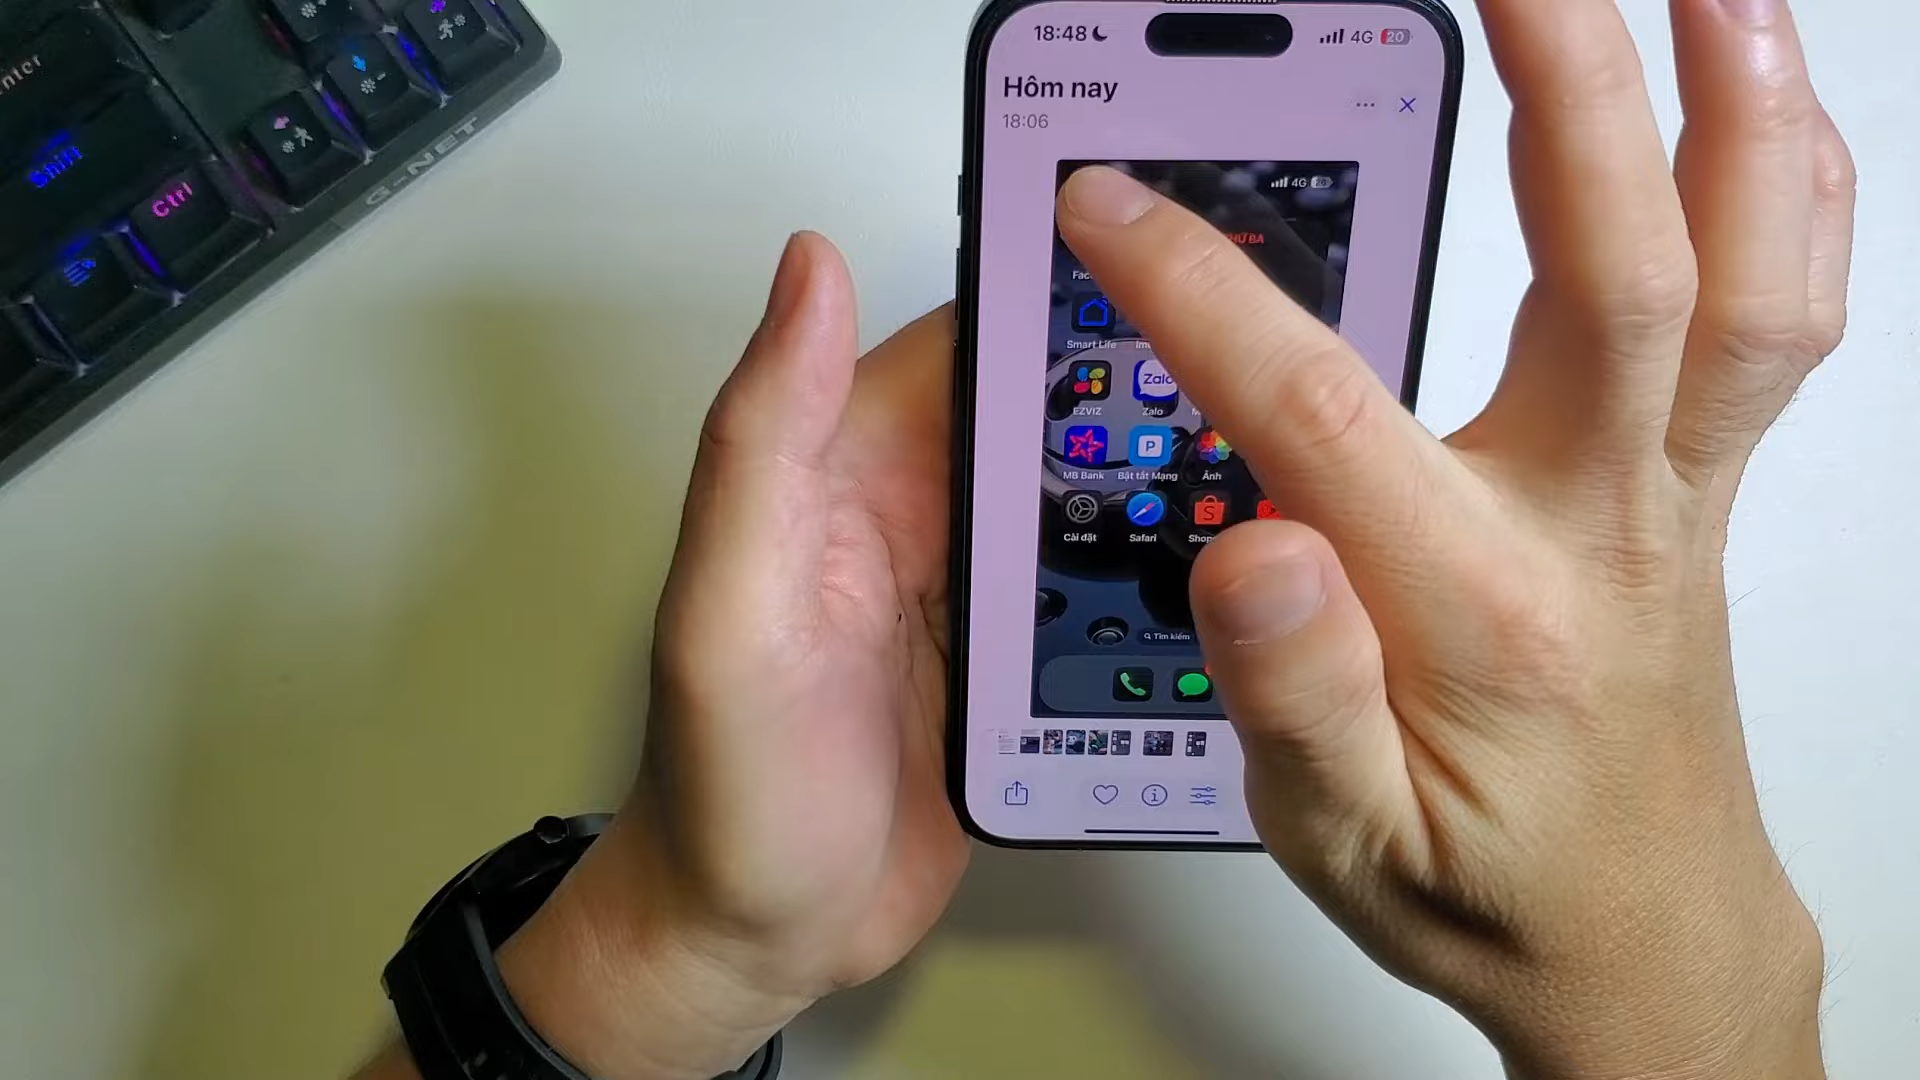 Enter
Shift
Ctrl
G-NET
18:48
4G
20
Hôm nay
18:06
4G
Smart Life
EZVIZ
Zalo
Zalo
MB Bank
Bật tắt Mạng
Ảnh
Cài đặt
Safari
Tìm kiếm